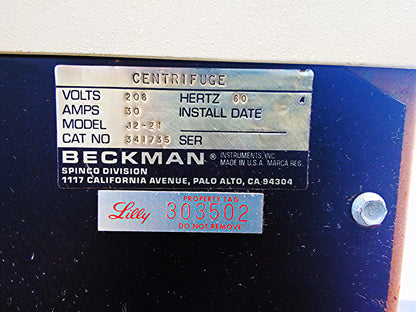 CENTRIFUGE
VOLTS 208 HERTZ 60 A
AMPS 30 INSTALL DATE
MODEL J2-21
CAT NO 341735 SER
BECKMAN ® INSTRUMENTS, INC.
MADE IN U.S.A. MARCA REG.
SPINCO DIVISION
1117 CALIFORNIA AVENUE, PALO ALTO, CA 94304
PROPERTY TAG
Lilly 303502
DO NOT REMOVE